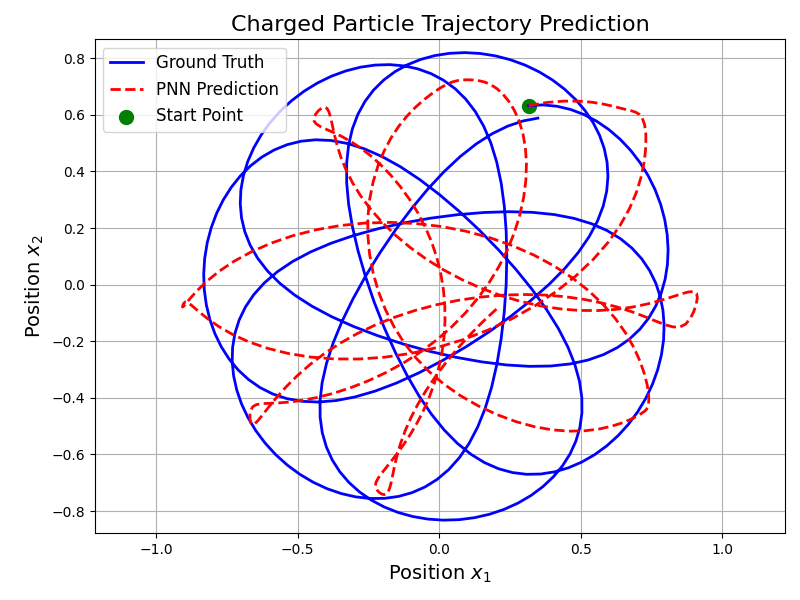 Charged Particle Trajectory Prediction
Ground Truth
PNN Prediction
Start Point
0.8
0.6
0.4
0.2
0.0
−0.2
−0.4
−0.6
−0.8
Position x₂
−1.0 −0.5 0.0 0.5 1.0
Position x₁